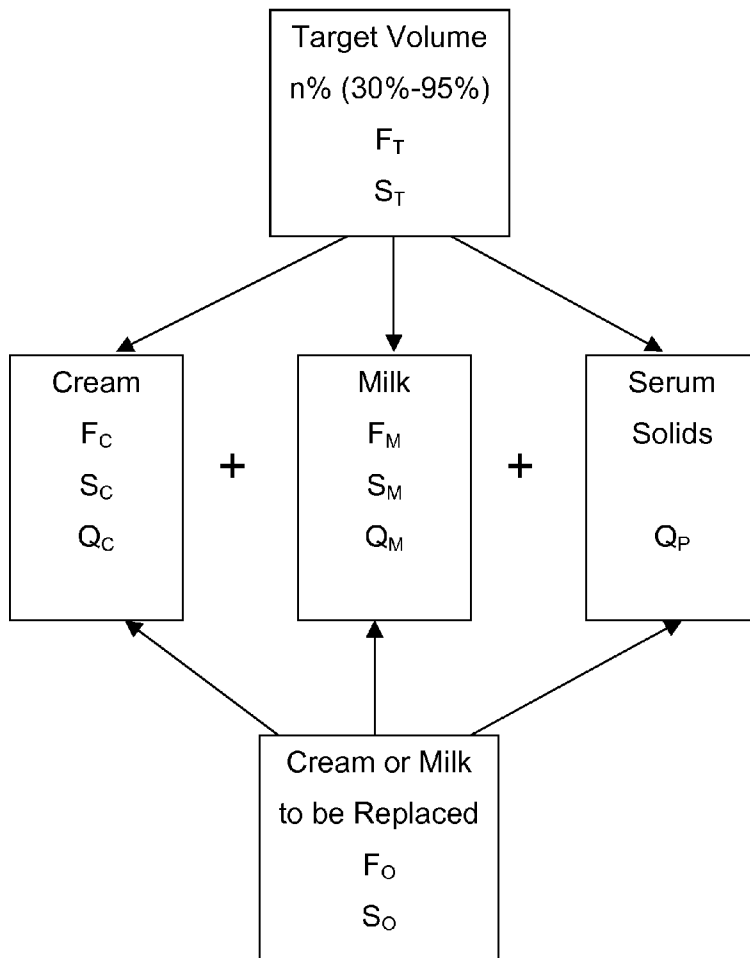 Target Volume
n% (30%-95%)
F_T
S_T
Cream
F_C
S_C
Q_C
+
Milk
F_M
S_M
Q_M
+
Serum
Solids
Q_P
Cream or Milk
to be Replaced
F_O
S_O